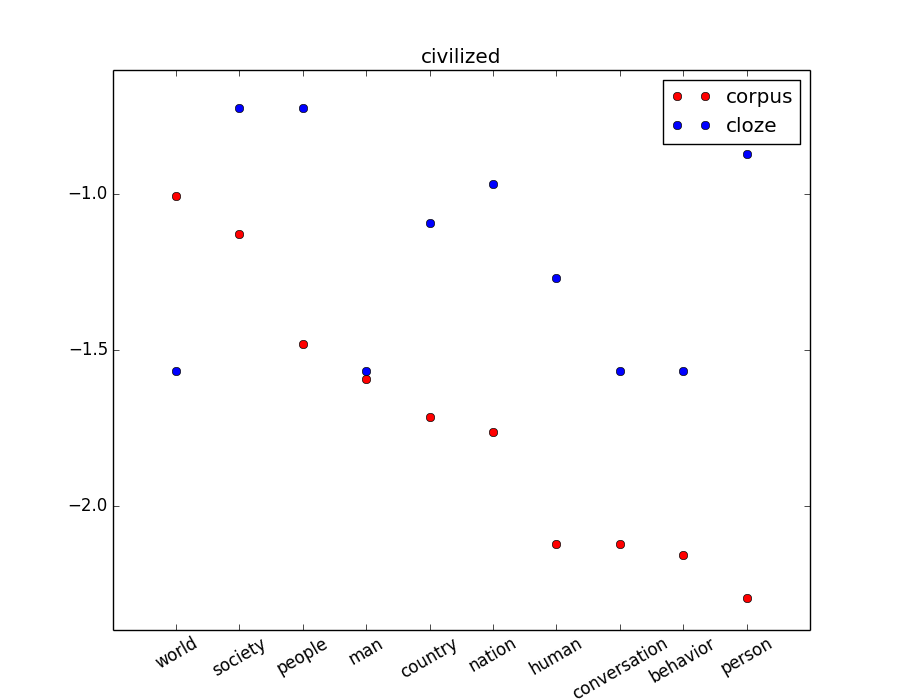 civilized
corpus
cloze
−1.0
−1.5
−2.0
world
society
people
man
country
nation
human
conversation
behavior
person